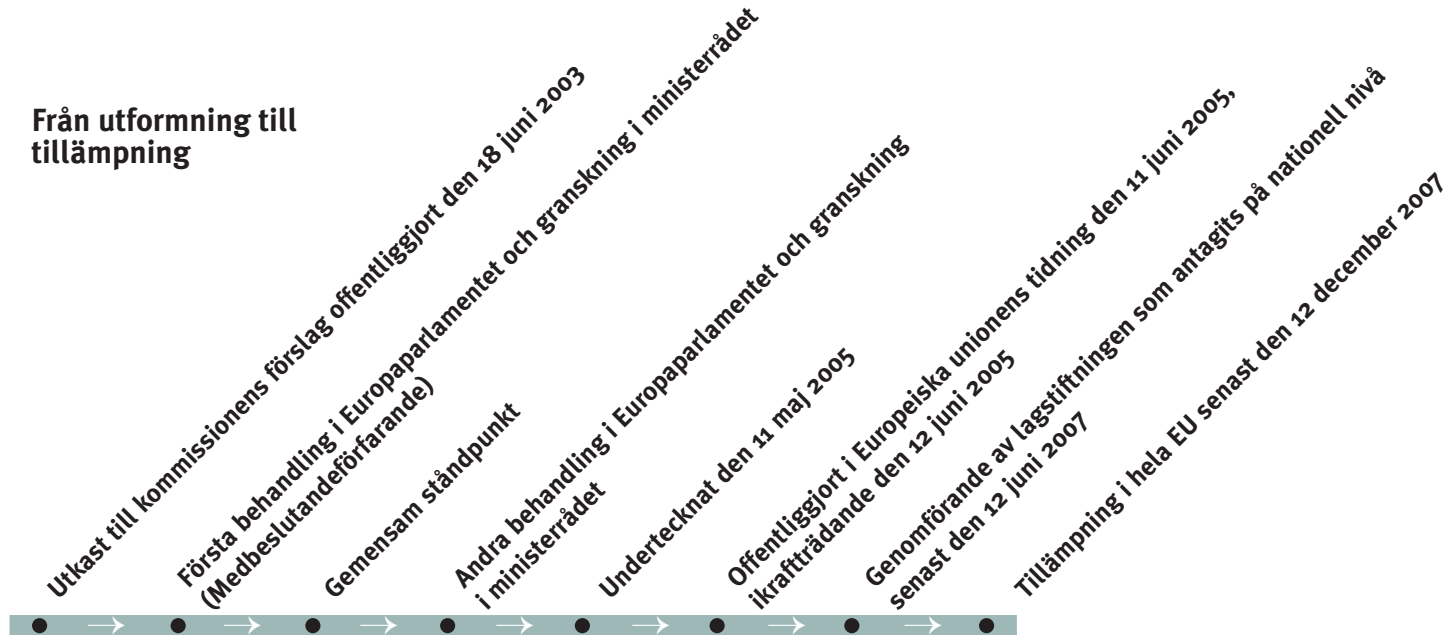 Från utformning till
tillämpning
Utkast till kommissionens förslag offentliggjort den 18 juni 2003
Första behandling i Europaparlamentet och granskning i ministerrådet
(Medbeslutandeförfarande)
Gemensam ståndpunkt
Andra behandling i Europaparlamentet och granskning
i ministerrådet
Undertecknat den 11 maj 2005
Offentliggjort i Europeiska unionens tidning den 11 juni 2005,
ikraftträdande den 12 juni 2005
Genomförande av lagstiftningen som antagits på nationell nivå
senast den 12 juni 2007
Tillämpning i hela EU senast den 12 december 2007